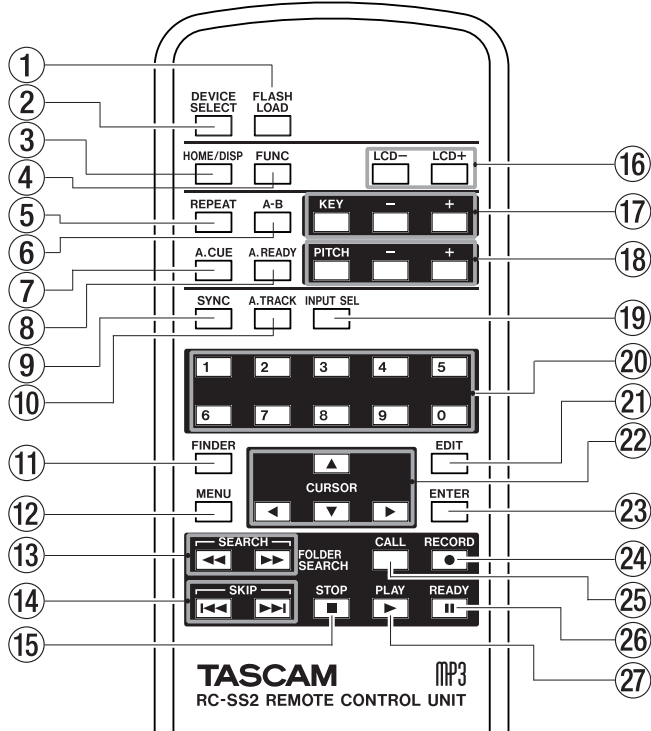 1
2
DEVICE SELECT FLASH LOAD
3
HOME/DISP FUNC LCD− LCD+
4
16
5
REPEAT A-B KEY − +
17
6
A.CUE A.READY PITCH − +
18
7
8
SYNC A.TRACK INPUT SEL
19
9
10
1 2 3 4 5
20
6 7 8 9 0
21
22
11
FINDER EDIT
CURSOR
12
MENU ENTER
23
13
SEARCH FOLDER SEARCH CALL RECORD
24
14
SKIP STOP PLAY READY
25
15
26
27
TASCAM MP3
RC-SS2 REMOTE CONTROL UNIT